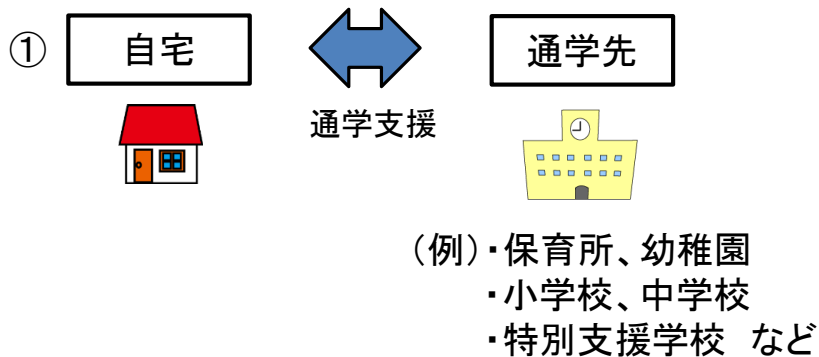 ① 自宅 通学先
通学支援
（例）・保育所、幼稚園
・小学校、中学校
・特別支援学校 など